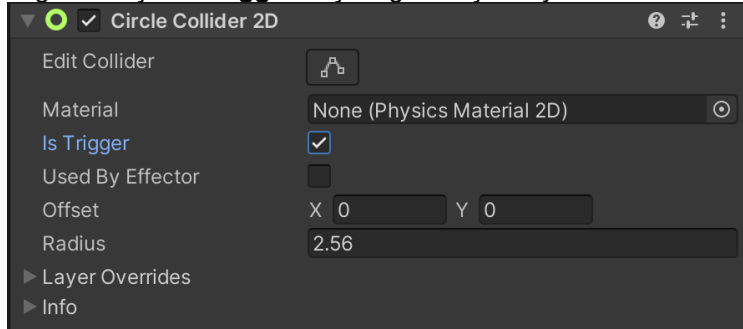 Circle Collider 2D
Edit Collider
Material None (Physics Material 2D)
Is Trigger
Used By Effector
Offset X 0 Y 0
Radius 2.56
Layer Overrides
Info